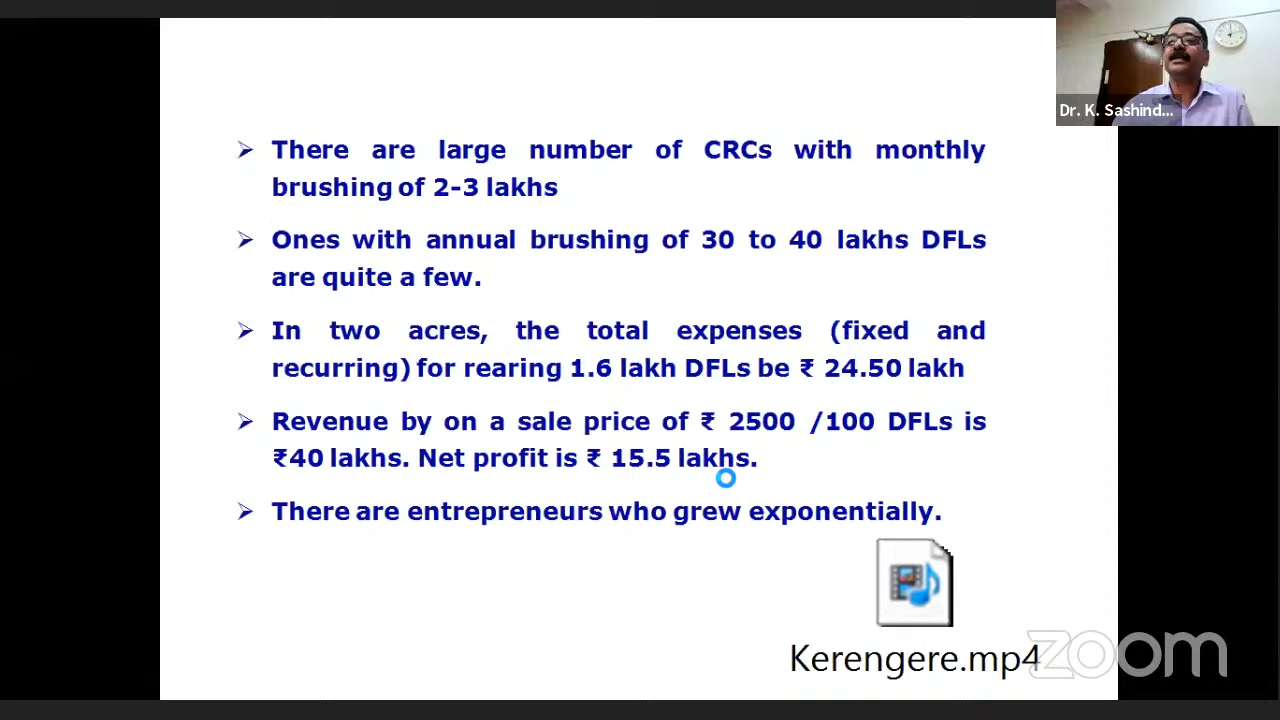 There are large number of CRCs with monthly
brushing of 2-3 lakhs
Ones with annual brushing of 30 to 40 lakhs DFLs
are quite a few.
In two acres, the total expenses (fixed and
recurring) for rearing 1.6 lakh DFLs be ₹ 24.50 lakh
Revenue by on a sale price of ₹ 2500 /100 DFLs is
₹40 lakhs. Net profit is ₹ 15.5 lakhs.
There are entrepreneurs who grew exponentially.
Kerengere.mp4
zoom
Dr. K. Sashind...